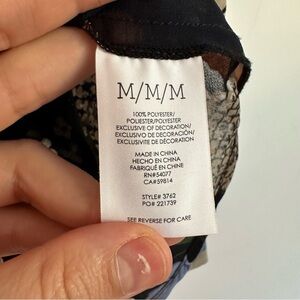 M/M/M
100% POLYESTER/
POLIÉSTER/POLYESTER
EXCLUSIVE OF DECORATION/
EXCLUSIVO DE DECORACIÓN/
EXCLUSIVITÉ DE DÉCORATION
MADE IN CHINA
HECHO EN CHINA
FABRIQUÉ EN CHINE
RN#54077
CA#59814
STYLE# 3762
PO# 221739
SEE REVERSE FOR CARE